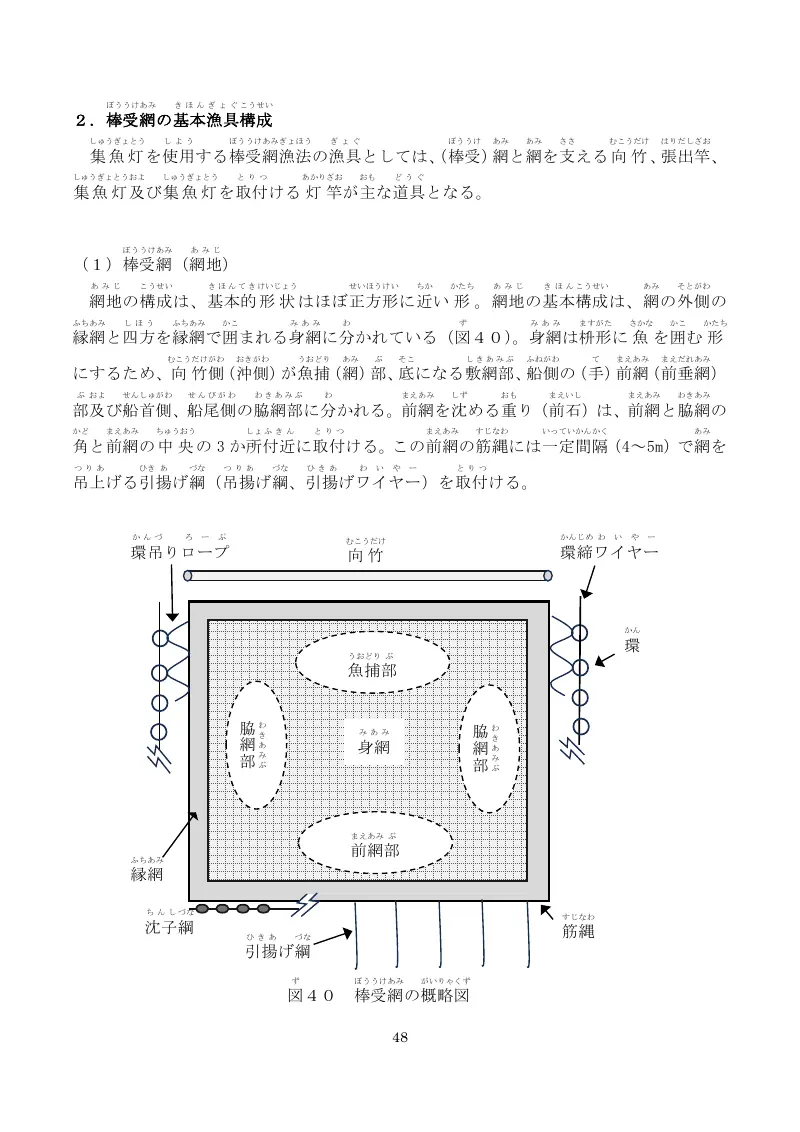 ２．棒受網の基本漁具構成
集魚灯を使用する棒受網漁法の漁具としては、（棒受）網と網を支える向竹、張出竿、
集魚灯及び集魚灯を取付ける灯竿が主な道具となる。
（１）棒受網（網地）
網地の構成は、基本的形状はほぼ正方形に近い形。網地の基本構成は、網の外側の
縁網と四方を縁網で囲まれる身網に分かれている（図４０）。身網は枡形に魚を囲む形
にするため、向竹側（沖側）が魚捕（網）部、底になる敷網部、船側の（手）前網（前垂網）
部及び船首側、船尾側の脇網部に分かれる。前網を沈める重り（前石）は、前網と脇網の
角と前網の中央の３か所付近に取付ける。この前網の筋縄には一定間隔（4～5m）で網を
吊上げる引揚げ綱（吊揚げ綱、引揚げワイヤー）を取付ける。
環吊りロープ
向竹
環締ワイヤー
環
魚捕部
脇網部
身網
脇網部
前網部
縁網
沈子綱
引揚げ綱
筋縄
図４０　棒受網の概略図
48